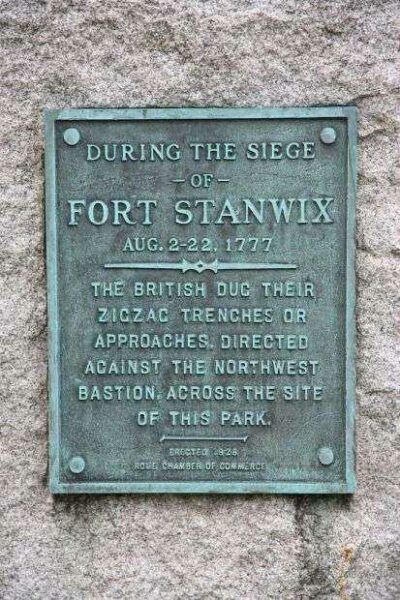 DURING THE SIEGE
-OF-
FORT STANWIX
AUG. 2-22, 1777
THE BRITISH DUG THEIR
ZIGZAG TRENCHES OR
APPROACHES, DIRECTED
AGAINST THE NORTHWEST
BASTION, ACROSS THE SITE
OF THIS PARK.
ERECTED
ROME CHAMBER OF COMMERCE